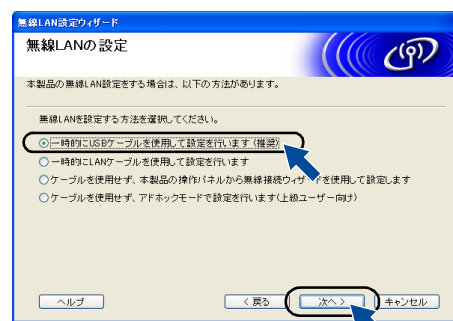 無線LAN設定ウィザード
無線LANの設定
本製品の無線LAN設定をする場合は、以下の方法があります。
無線LANを設定する方法を選択してください。
一時的にUSBケーブルを使用して設定を行います (推奨)
一時的にLANケーブルを使用して設定を行います
ケーブルを使用せず、本製品の操作パネルから無線接続ウィザードを使用して設定します
ケーブルを使用せず、アドホックモードで設定を行います(上級ユーザー向け)
ヘルプ < 戻る 次へ > キャンセル